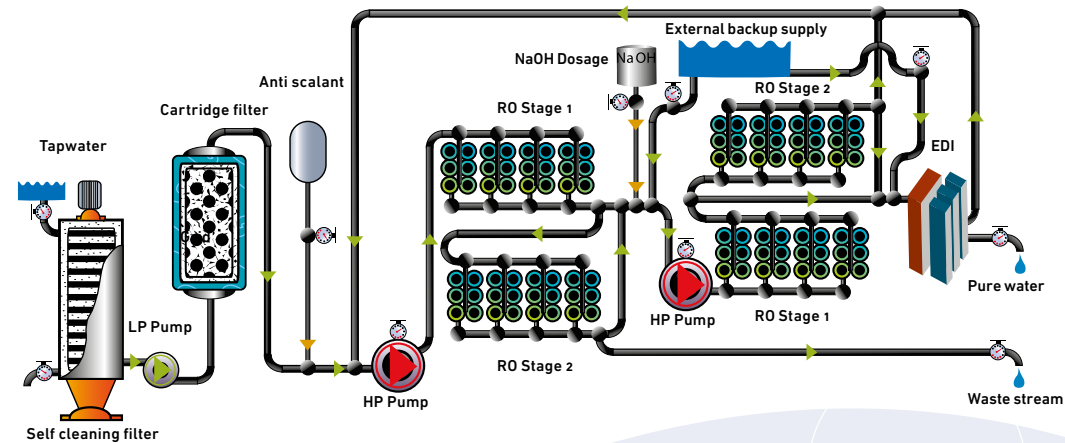 External backup supply
NaOH Dosage
NaOH
Anti scalant
RO Stage 2
Cartridge filter
RO Stage 1
Tapwater
EDI
Pure water
LP Pump
HP Pump
RO Stage 1
RO Stage 2
HP Pump
Waste stream
Self cleaning filter